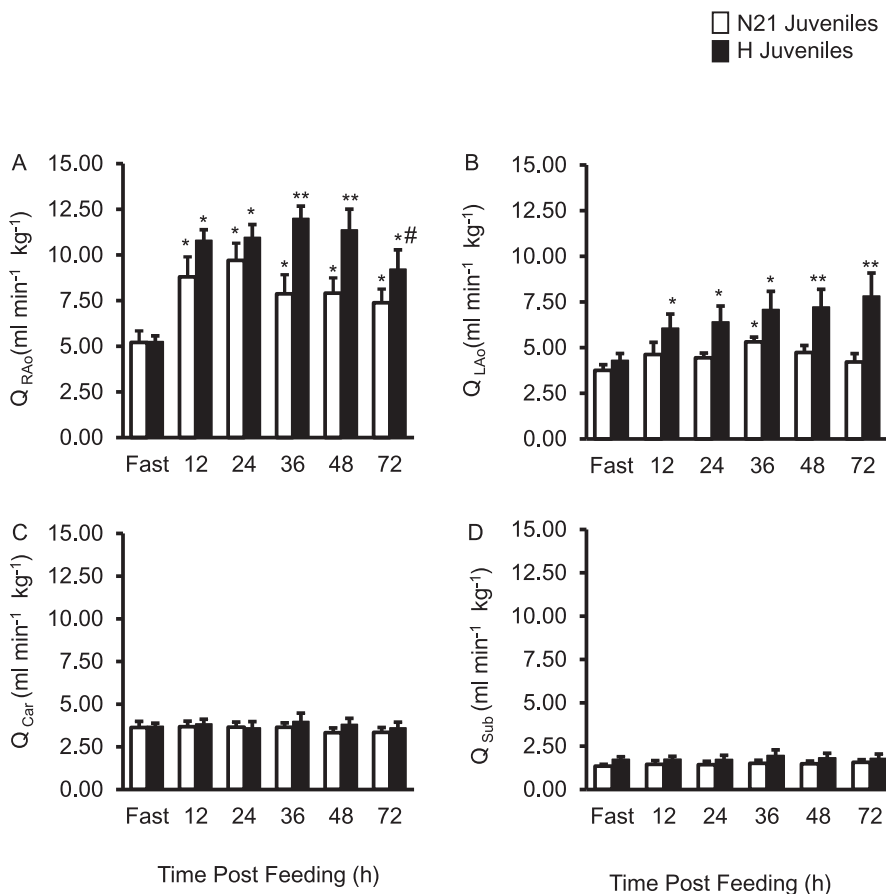 N21 Juveniles
H Juveniles
A
15.00
12.50
10.00
7.50
5.00
2.50
0.00
Q RAo (ml min⁻¹ kg⁻¹)
* * * * * ** * ** * *#
Fast 12 24 36 48 72
B
15.00
12.50
10.00
7.50
5.00
2.50
0.00
Q LAo (ml min⁻¹ kg⁻¹)
* * * * ** **
Fast 12 24 36 48 72
C
15.00
12.50
10.00
7.50
5.00
2.50
0.00
Q Car (ml min⁻¹ kg⁻¹)
Fast 12 24 36 48 72
Time Post Feeding (h)
D
15.00
12.50
10.00
7.50
5.00
2.50
0.00
Q Sub (ml min⁻¹ kg⁻¹)
Fast 12 24 36 48 72
Time Post Feeding (h)